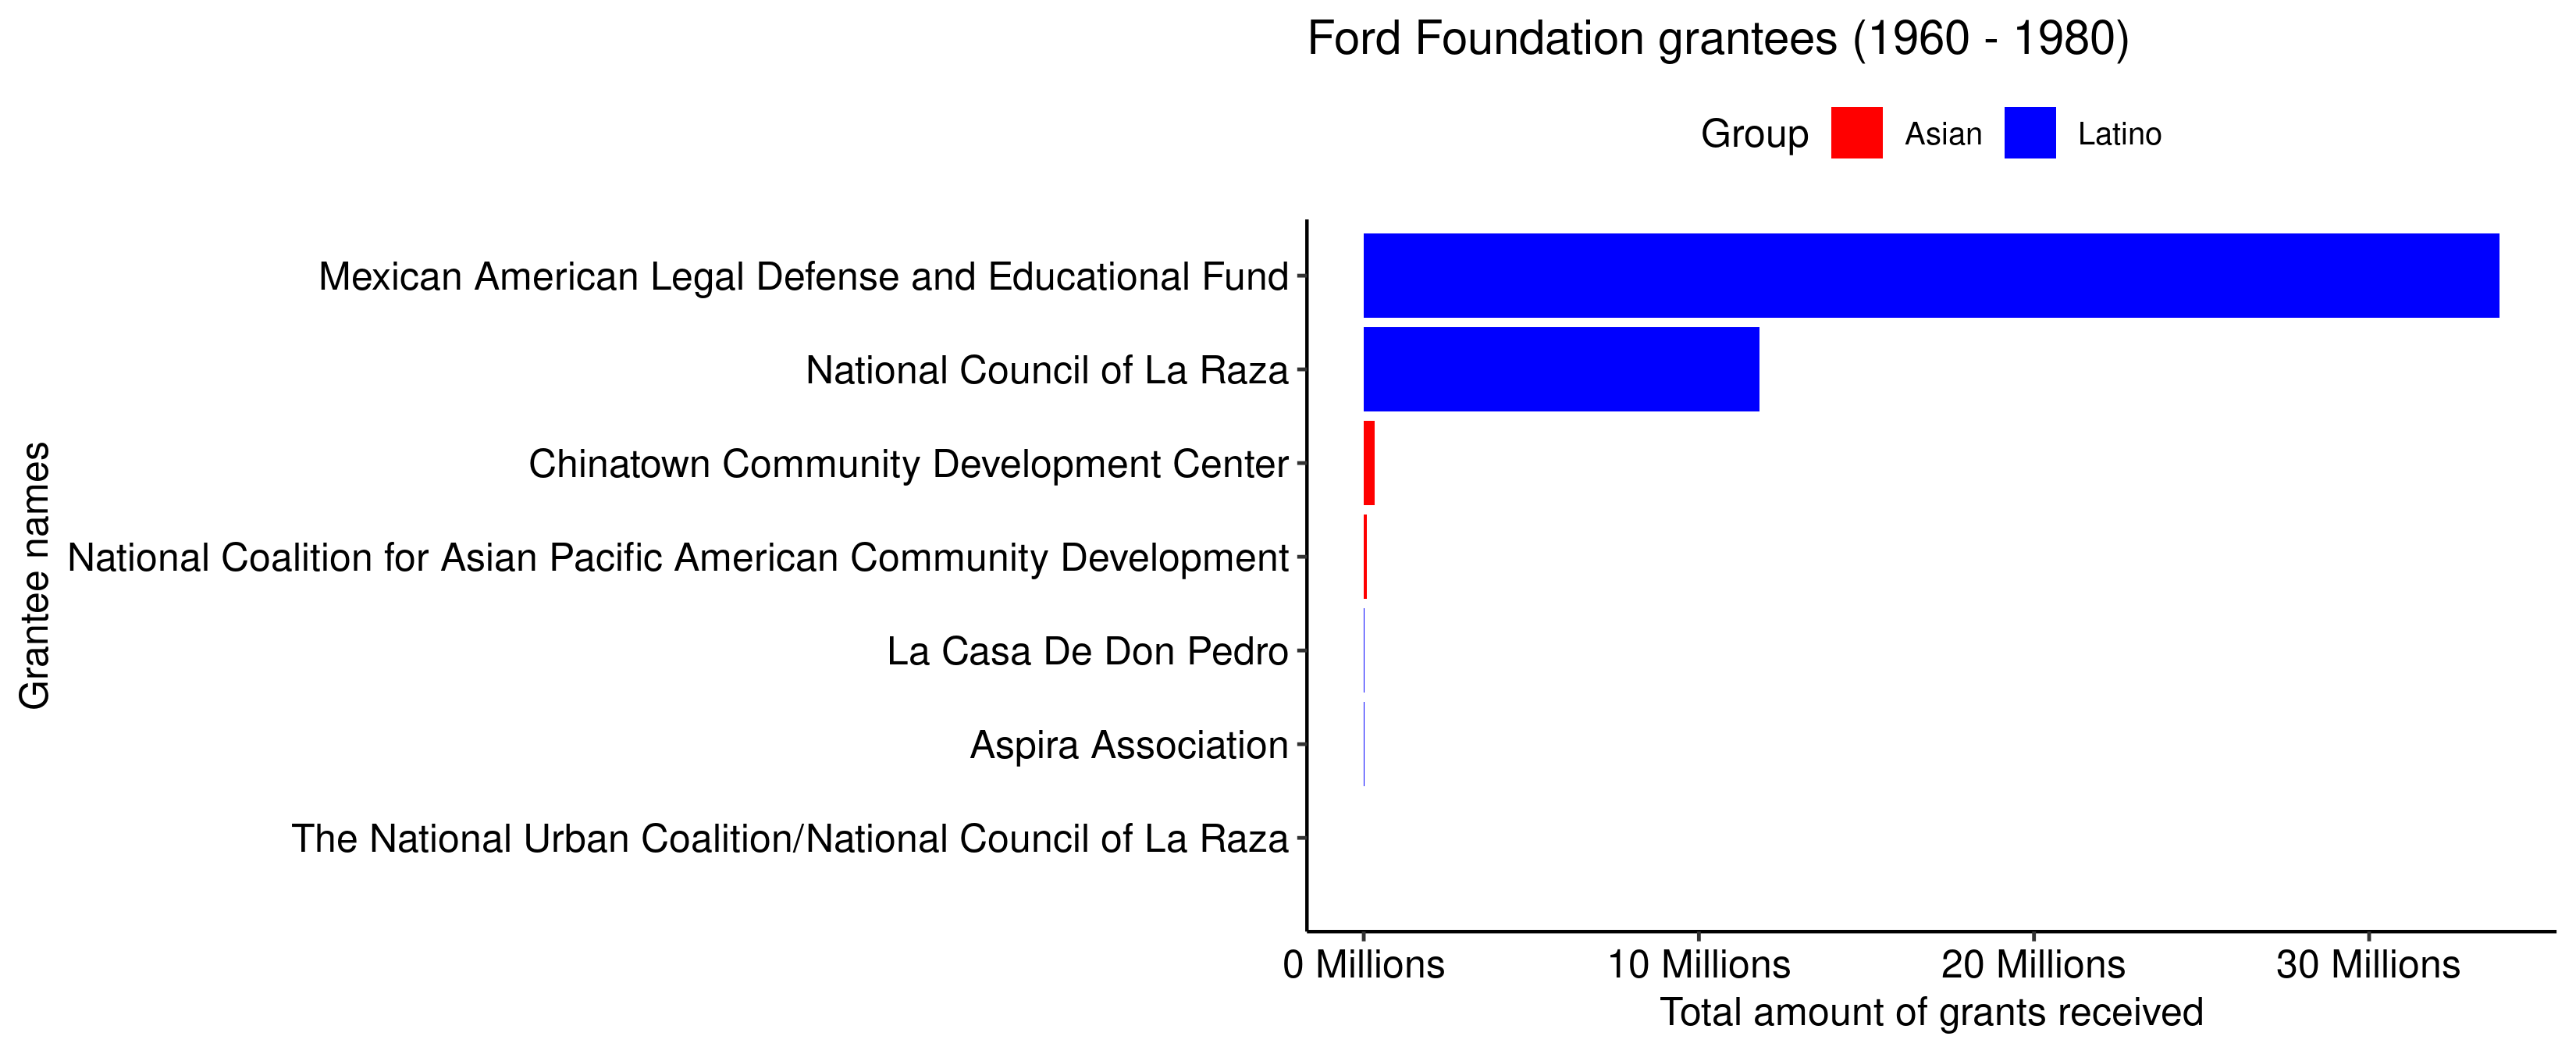 Ford Foundation grantees (1960 - 1980)
Group Asian Latino
Mexican American Legal Defense and Educational Fund
National Council of La Raza
Chinatown Community Development Center
National Coalition for Asian Pacific American Community Development
La Casa De Don Pedro
Aspira Association
The National Urban Coalition/National Council of La Raza
Grantee names
0 Millions 10 Millions 20 Millions 30 Millions
Total amount of grants received